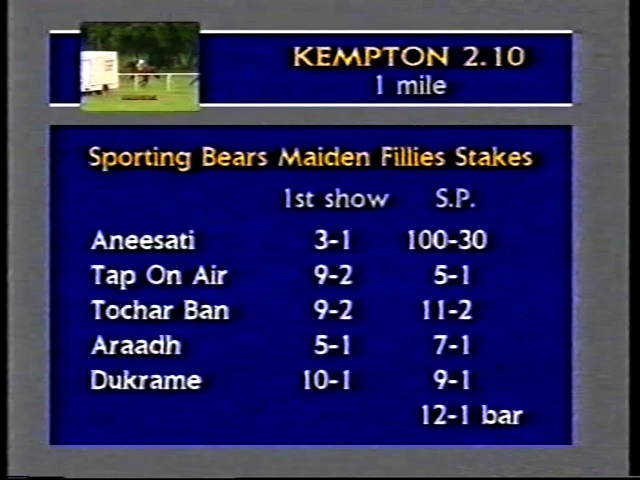 KEMPTON 2.10
1 mile
Sporting Bears Maiden Fillies Stakes
1st show S.P.
Aneesati 3-1 100-30
Tap On Air 9-2 5-1
Tochar Ban 9-2 11-2
Araadh 5-1 7-1
Dukrame 10-1 9-1
12-1 bar